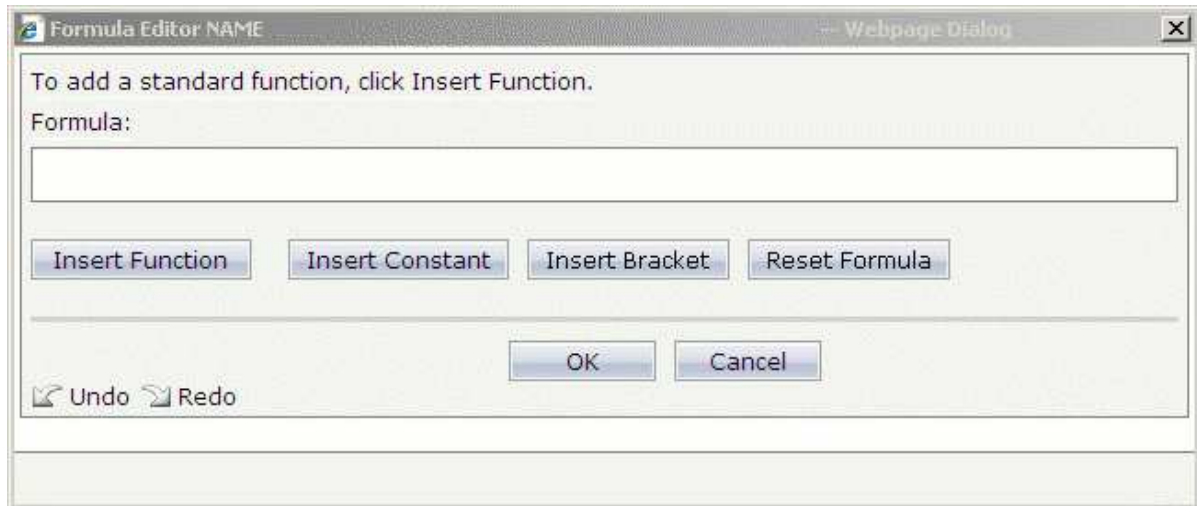 Formula Editor NAME -- Webpage Dialog
To add a standard function, click Insert Function.
Formula:
Insert Function Insert Constant Insert Bracket Reset Formula
OK Cancel
Undo Redo